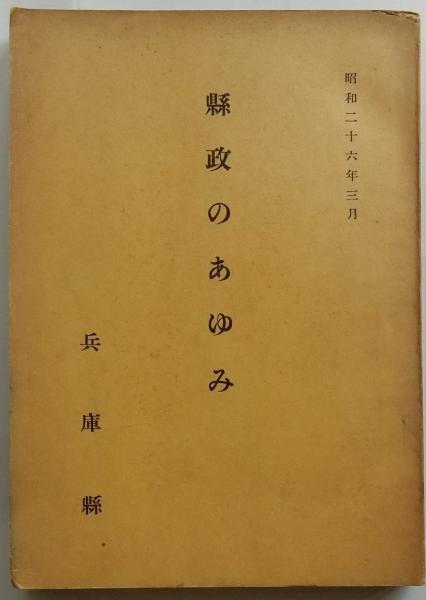 昭和二十六年三月
縣政のあゆみ
兵庫縣